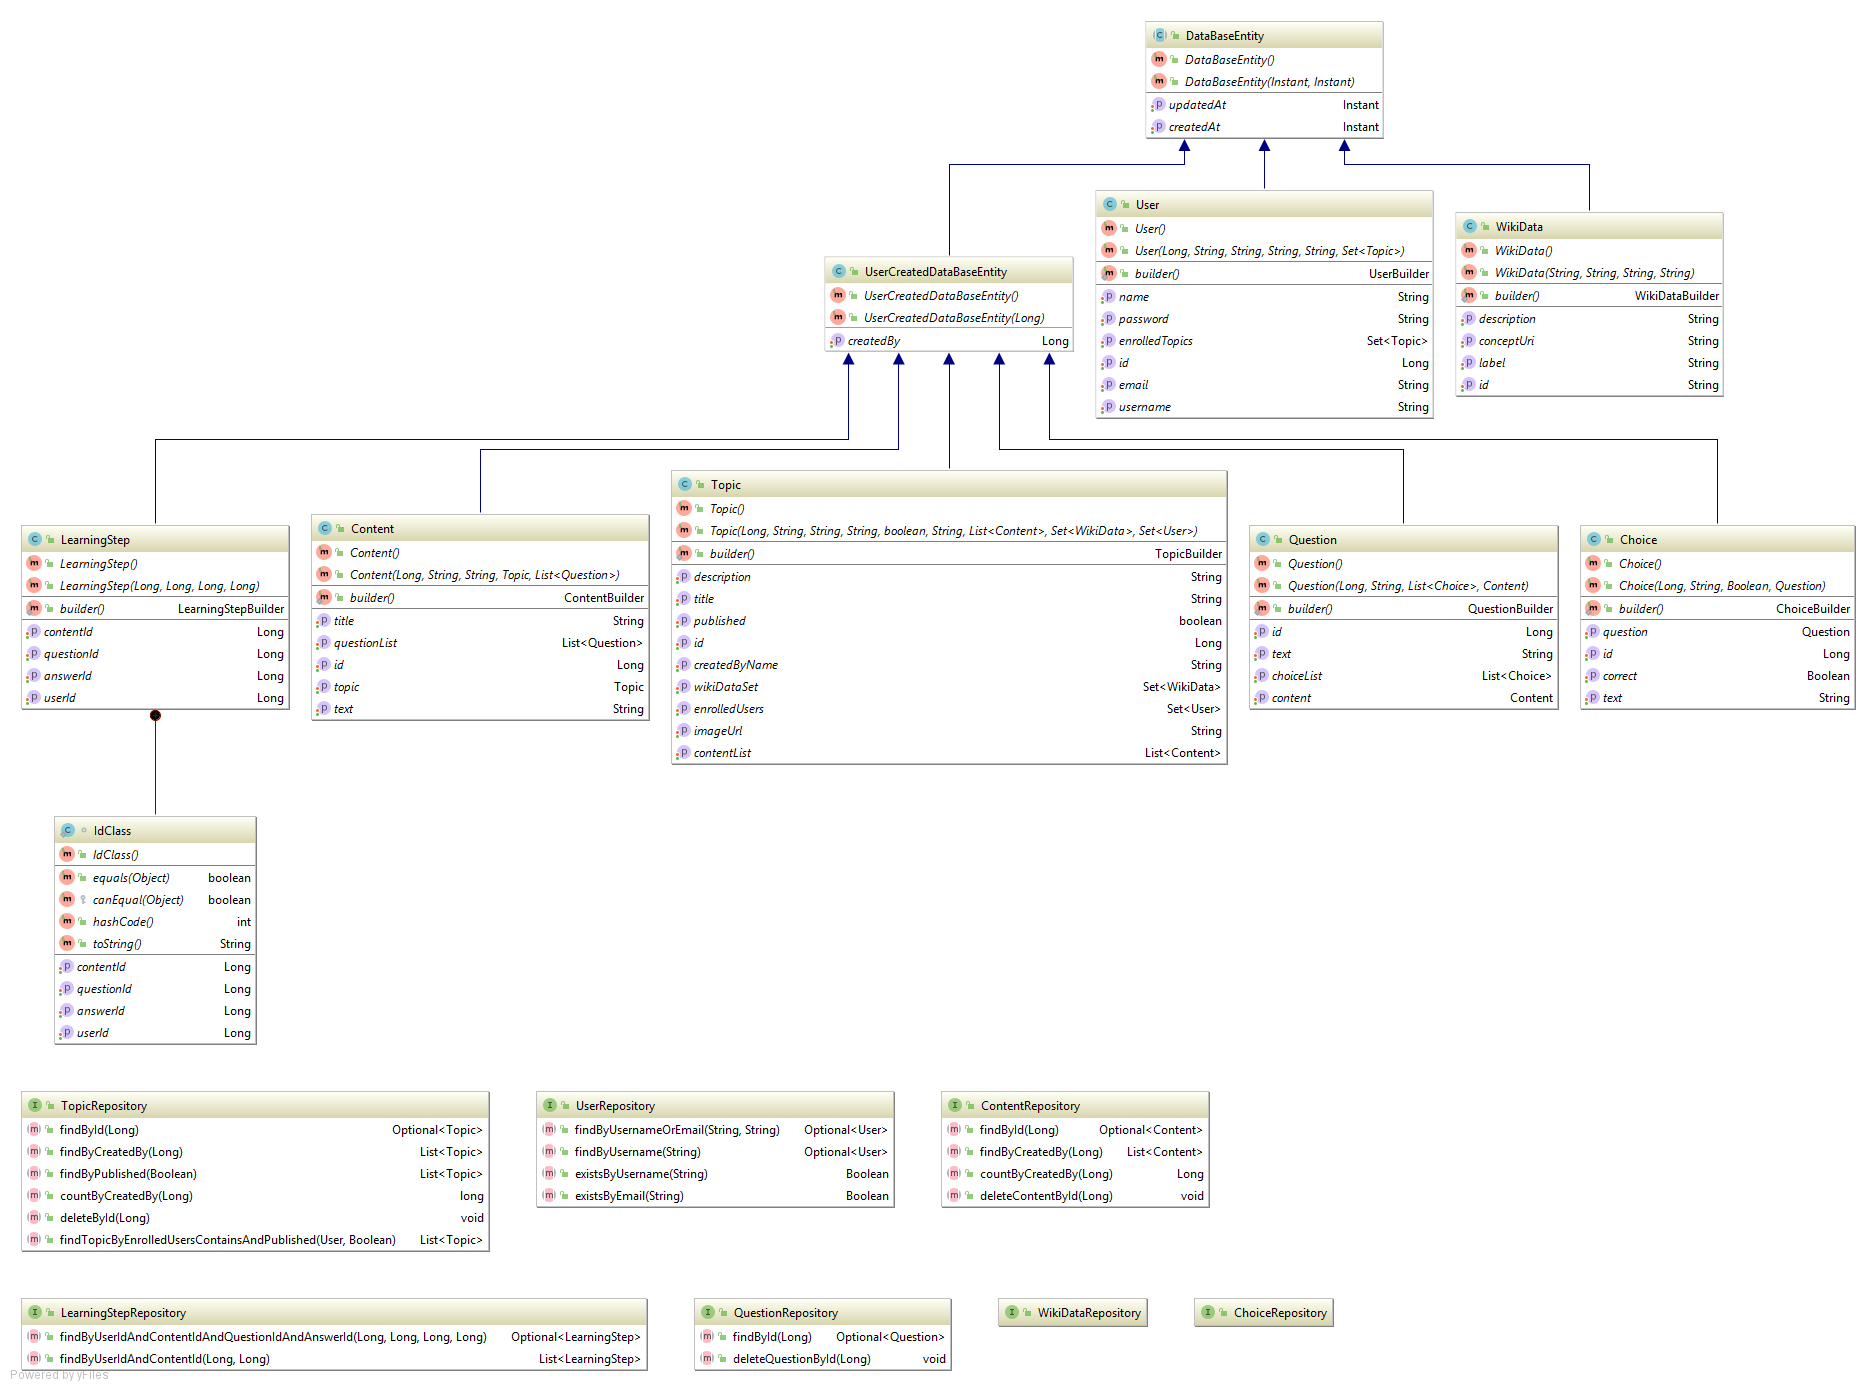 DataBaseEntity
DataBaseEntity()
DataBaseEntity(Instant, Instant)
updatedAt Instant
createdAt Instant
User
User()
User(Long, String, String, String, String, Set<Topic>)
builder() UserBuilder
name String
password String
enrolledTopics Set<Topic>
id Long
email String
username String
WikiData
WikiData()
WikiData(String, String, String, String)
builder() WikiDataBuilder
description String
conceptUri String
label String
id String
UserCreatedDataBaseEntity
UserCreatedDataBaseEntity()
UserCreatedDataBaseEntity(Long)
createdBy Long
LearningStep
LearningStep()
LearningStep(Long, Long, Long, Long)
builder() LearningStepBuilder
contentId Long
questionId Long
answerId Long
userId Long
Content
Content()
Content(Long, String, String, Topic, List<Question>)
builder() ContentBuilder
title String
questionList List<Question>
id Long
topic Topic
text String
Topic
Topic()
Topic(Long, String, String, String, boolean, String, List<Content>, Set<WikiData>, Set<User>)
builder() TopicBuilder
description String
title String
published boolean
id Long
createdByName String
wikiDataSet Set<WikiData>
enrolledUsers Set<User>
imageUrl String
contentList List<Content>
Question
Question()
Question(Long, String, List<Choice>, Content)
builder() QuestionBuilder
id Long
text String
choiceList List<Choice>
content Content
Choice
Choice()
Choice(Long, String, Boolean, Question)
builder() ChoiceBuilder
question Question
id Long
correct Boolean
text String
IdClass
IdClass()
equals(Object) boolean
canEqual(Object) boolean
hashCode() int
toString() String
contentId Long
questionId Long
answerId Long
userId Long
TopicRepository
findById(Long) Optional<Topic>
findByCreatedBy(Long) List<Topic>
findByPublished(Boolean) List<Topic>
countByCreatedBy(Long) long
deleteById(Long) void
findTopicByEnrolledUsersContainsAndPublished(User, Boolean) List<Topic>
UserRepository
findByUsernameOrEmail(String, String) Optional<User>
findByUsername(String) Optional<User>
existsByUsername(String) Boolean
existsByEmail(String) Boolean
ContentRepository
findById(Long) Optional<Content>
findByCreatedBy(Long) List<Content>
countByCreatedBy(Long) Long
deleteContentById(Long) void
LearningStepRepository
findByUserIdAndContentIdAndQuestionIdAndAnswerId(Long, Long, Long, Long) Optional<LearningStep>
findByUserIdAndContentId(Long, Long) List<LearningStep>
QuestionRepository
findById(Long) Optional<Question>
deleteQuestionById(Long) void
WikiDataRepository
ChoiceRepository
Powered by yFiles